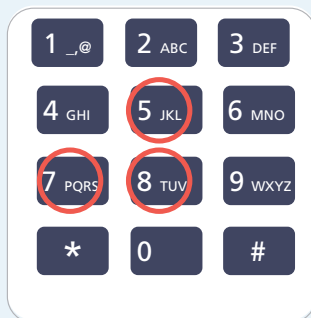 1 _,@ 2 ABC 3 DEF
4 GHI 5 JKL 6 MNO
7 PQRS 8 TUV 9 WXYZ
* 0 #